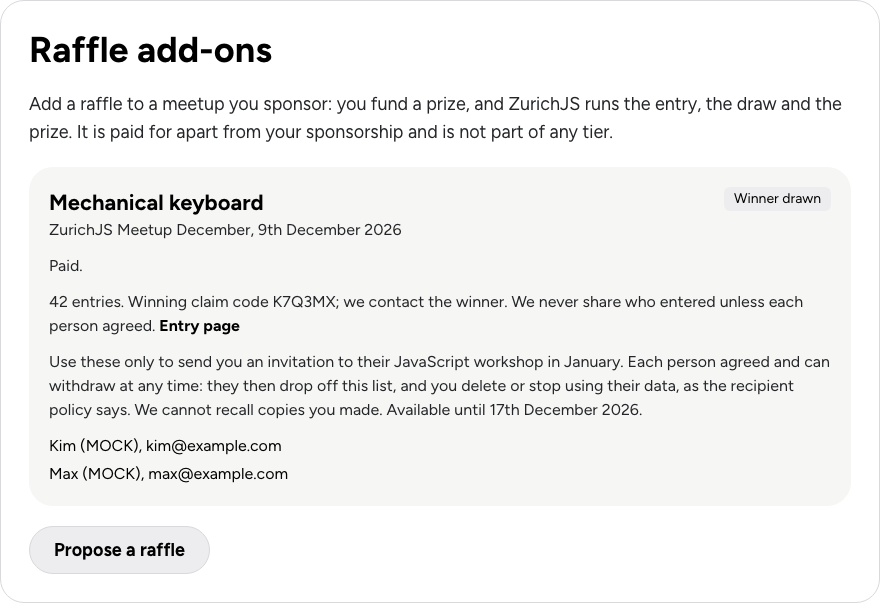 Raffle add-ons
Add a raffle to a meetup you sponsor: you fund a prize, and ZurichJS runs the entry, the draw and the
prize. It is paid for apart from your sponsorship and is not part of any tier.
Mechanical keyboard
Winner drawn
ZurichJS Meetup December, 9th December 2026
Paid.
42 entries. Winning claim code K7Q3MX; we contact the winner. We never share who entered unless each
person agreed. Entry page
Use these only to send you an invitation to their JavaScript workshop in January. Each person agreed and can
withdraw at any time: they then drop off this list, and you delete or stop using their data, as the recipient
policy says. We cannot recall copies you made. Available until 17th December 2026.
Kim (MOCK), kim@example.com
Max (MOCK), max@example.com
Propose a raffle